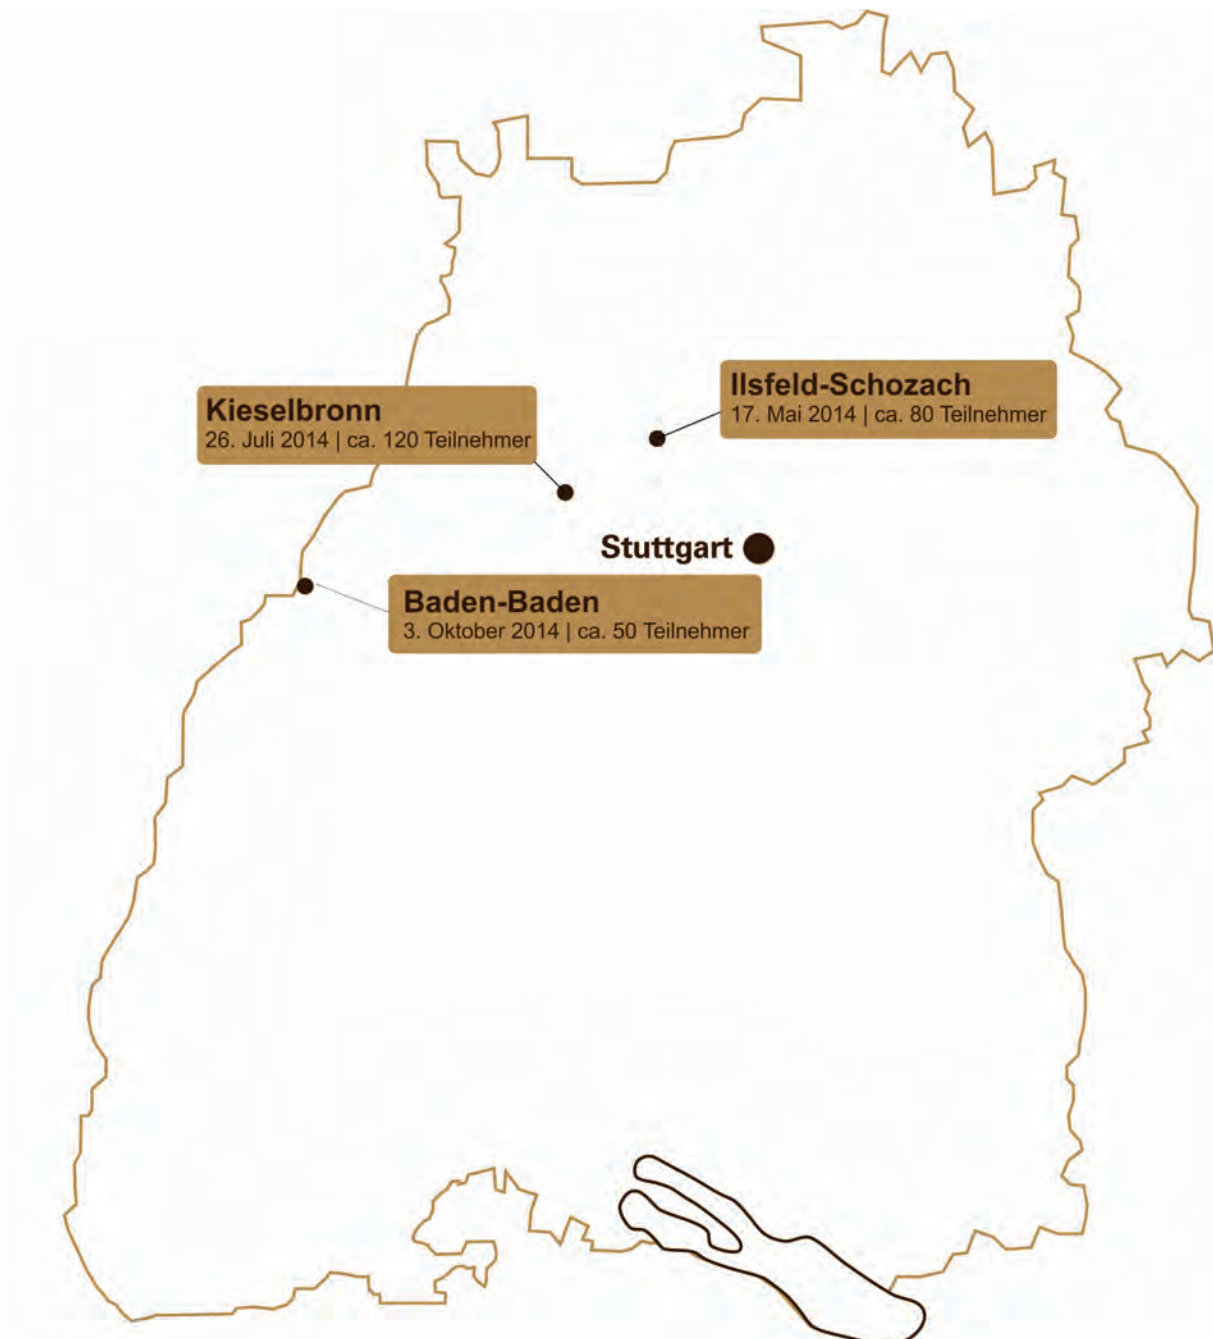 Ilsfeld-Schozach
17. Mai 2014 | ca. 80 Teilnehmer
Kieselbronn
26. Juli 2014 | ca. 120 Teilnehmer
Stuttgart
Baden-Baden
3. Oktober 2014 | ca. 50 Teilnehmer